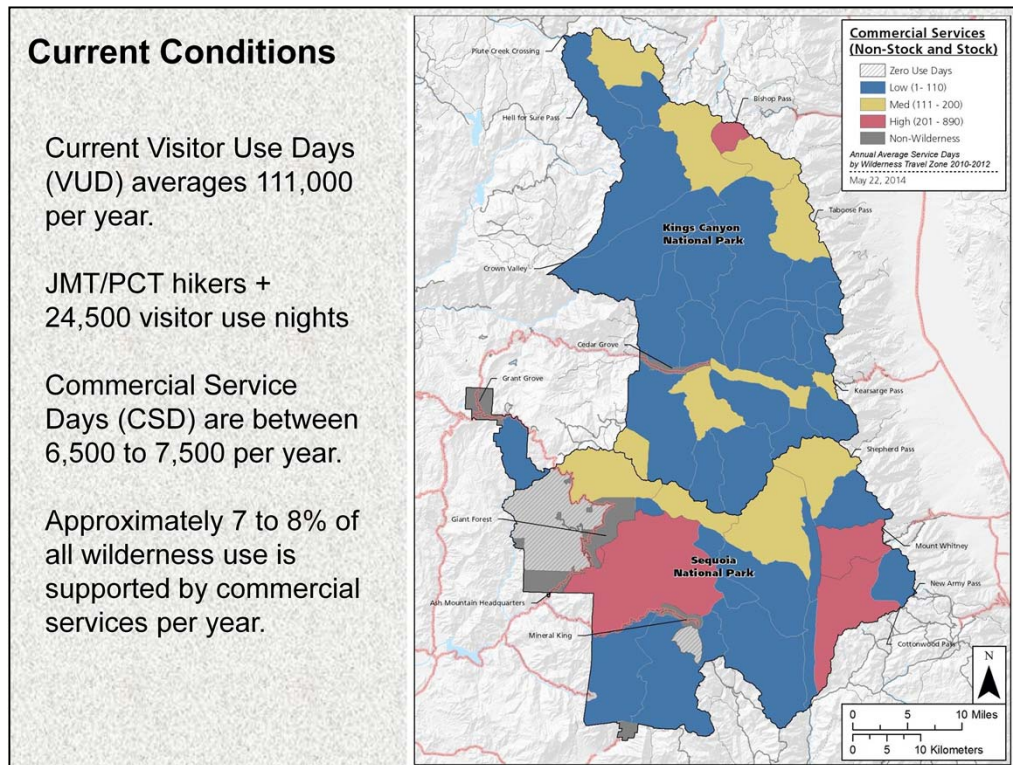 Current Conditions
Current Visitor Use Days
(VUD) averages 111,000
per year.
JMT/PCT hikers +
24,500 visitor use nights
Commercial Service
Days (CSD) are between
6,500 to 7,500 per year.
Approximately 7 to 8% of
all wilderness use is
supported by commercial
services per year.
Commercial Services
(Non-Stock and Stock)
Zero Use Days
Low (1- 110)
Med (111 - 200)
High (201 - 890)
Non-Wilderness
Annual Average Service Days
by Wilderness Travel Zone 2010-2012
May 22, 2014
Piute Creek Crossing
Hell for Sure Pass
Bishop Pass
Taboose Pass
Kings Canyon
National Park
Crown Valley
Cedar Grove
Grant Grove
Kearsarge Pass
Shepherd Pass
Giant Forest
Mount Whitney
Sequoia
National Park
New Army Pass
Ash Mountain Headquarters
Mineral King
Cottonwood Pass
N
0 5 10 Miles
0 5 10 Kilometers